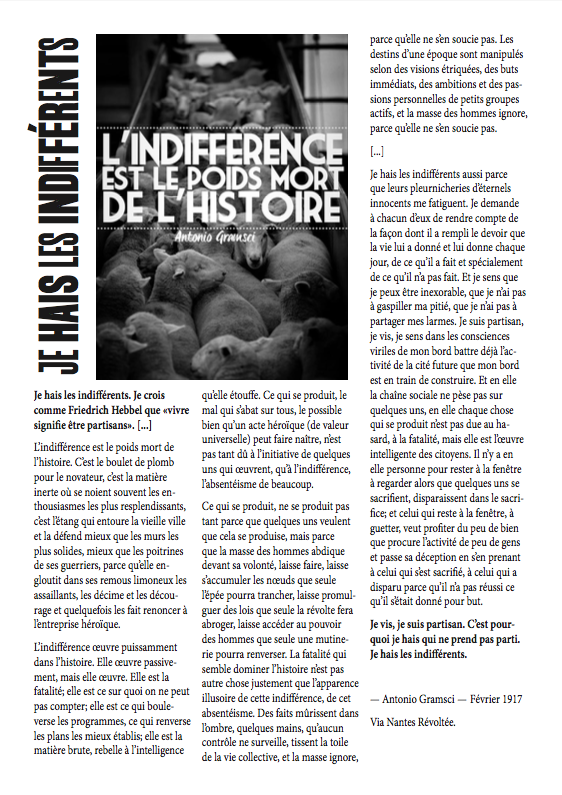 JE HAIS LES INDIFFÉRENTS
L'INDIFFERENCE
EST LE POIDS MORT
DE L'HISTOIRE
Antonio Gramsci
Je hais les indifférents. Je crois
comme Friedrich Hebbel que «vivre
signifie être partisans». [...]
L'indifférence est le poids mort de
l'histoire. C'est le boulet de plomb
pour le novateur, c'est la matière
inerte où se noient souvent les en-
thousiasmes les plus resplendissants,
c'est l'étang qui entoure la vieille ville
et la défend mieux que les murs les
plus solides, mieux que les poitrines
de ses guerriers, parce qu'elle en-
gloutit dans ses remous limoneux les
assaillants, les décime et les décou-
rage et quelquefois les fait renoncer à
l'entreprise héroïque.
L'indifférence œuvre puissamment
dans l'histoire. Elle œuvre passive-
ment, mais elle œuvre. Elle est la
fatalité; elle est ce sur quoi on ne peut
pas compter; elle est ce qui boule-
verse les programmes, ce qui renverse
les plans les mieux établis; elle est la
matière brute, rebelle à l'intelligence
qu'elle étouffe. Ce qui se produit, le
mal qui s'abat sur tous, le possible
bien qu'un acte héroïque (de valeur
universelle) peut faire naître, n'est
pas tant dû à l'initiative de quelques
uns qui œuvrent, qu'à l'indifférence,
l'absentéisme de beaucoup.
Ce qui se produit, ne se produit pas
tant parce que quelques uns veulent
que cela se produise, mais parce
que la masse des hommes abdique
devant sa volonté, laisse faire, laisse
s'accumuler les nœuds que seule
l'épée pourra trancher, laisse promul-
guer des lois que seule la révolte fera
abroger, laisse accéder au pouvoir
des hommes que seule une mutine-
rie pourra renverser. La fatalité qui
semble dominer l'histoire n'est pas
autre chose justement que l'apparence
illusoire de cette indifférence, de cet
absentéisme. Des faits mûrissent dans
l'ombre, quelques mains, qu'aucun
contrôle ne surveille, tissent la toile
de la vie collective, et la masse ignore,
parce qu'elle ne s'en soucie pas. Les
destins d'une époque sont manipulés
selon des visions étriquées, des buts
immédiats, des ambitions et des pas-
sions personnelles de petits groupes
actifs, et la masse des hommes ignore,
parce qu'elle ne s'en soucie pas.
[...]
Je hais les indifférents aussi parce
que leurs pleurnicheries d'éternels
innocents me fatiguent. Je demande
à chacun d'eux de rendre compte de
la façon dont il a rempli le devoir que
la vie lui a donné et lui donne chaque
jour, de ce qu'il a fait et spécialement
de ce qu'il n'a pas fait. Et je sens que
je peux être inexorable, que je n'ai pas
à gaspiller ma pitié, que je n'ai pas à
partager mes larmes. Je suis partisan,
je vis, je sens dans les consciences
viriles de mon bord battre déjà l'ac-
tivité de la cité future que mon bord
est en train de construire. Et en elle
la chaîne sociale ne pèse pas sur
quelques uns, en elle chaque chose
qui se produit n'est pas due au ha-
sard, à la fatalité, mais elle est l'œuvre
intelligente des citoyens. Il n'y a en
elle personne pour rester à la fenêtre
à regarder alors que quelques uns se
sacrifient, disparaissent dans le sacri-
fice; et celui qui reste à la fenêtre, à
guetter, veut profiter du peu de bien
que procure l'activité de peu de gens
et passe sa déception en s'en prenant
à celui qui s'est sacrifié, à celui qui a
disparu parce qu'il n'a pas réussi ce
qu'il s'était donné pour but.
Je vis, je suis partisan. C'est pour-
quoi je hais qui ne prend pas parti.
Je hais les indifférents.
— Antonio Gramsci — Février 1917
Via Nantes Révoltée.